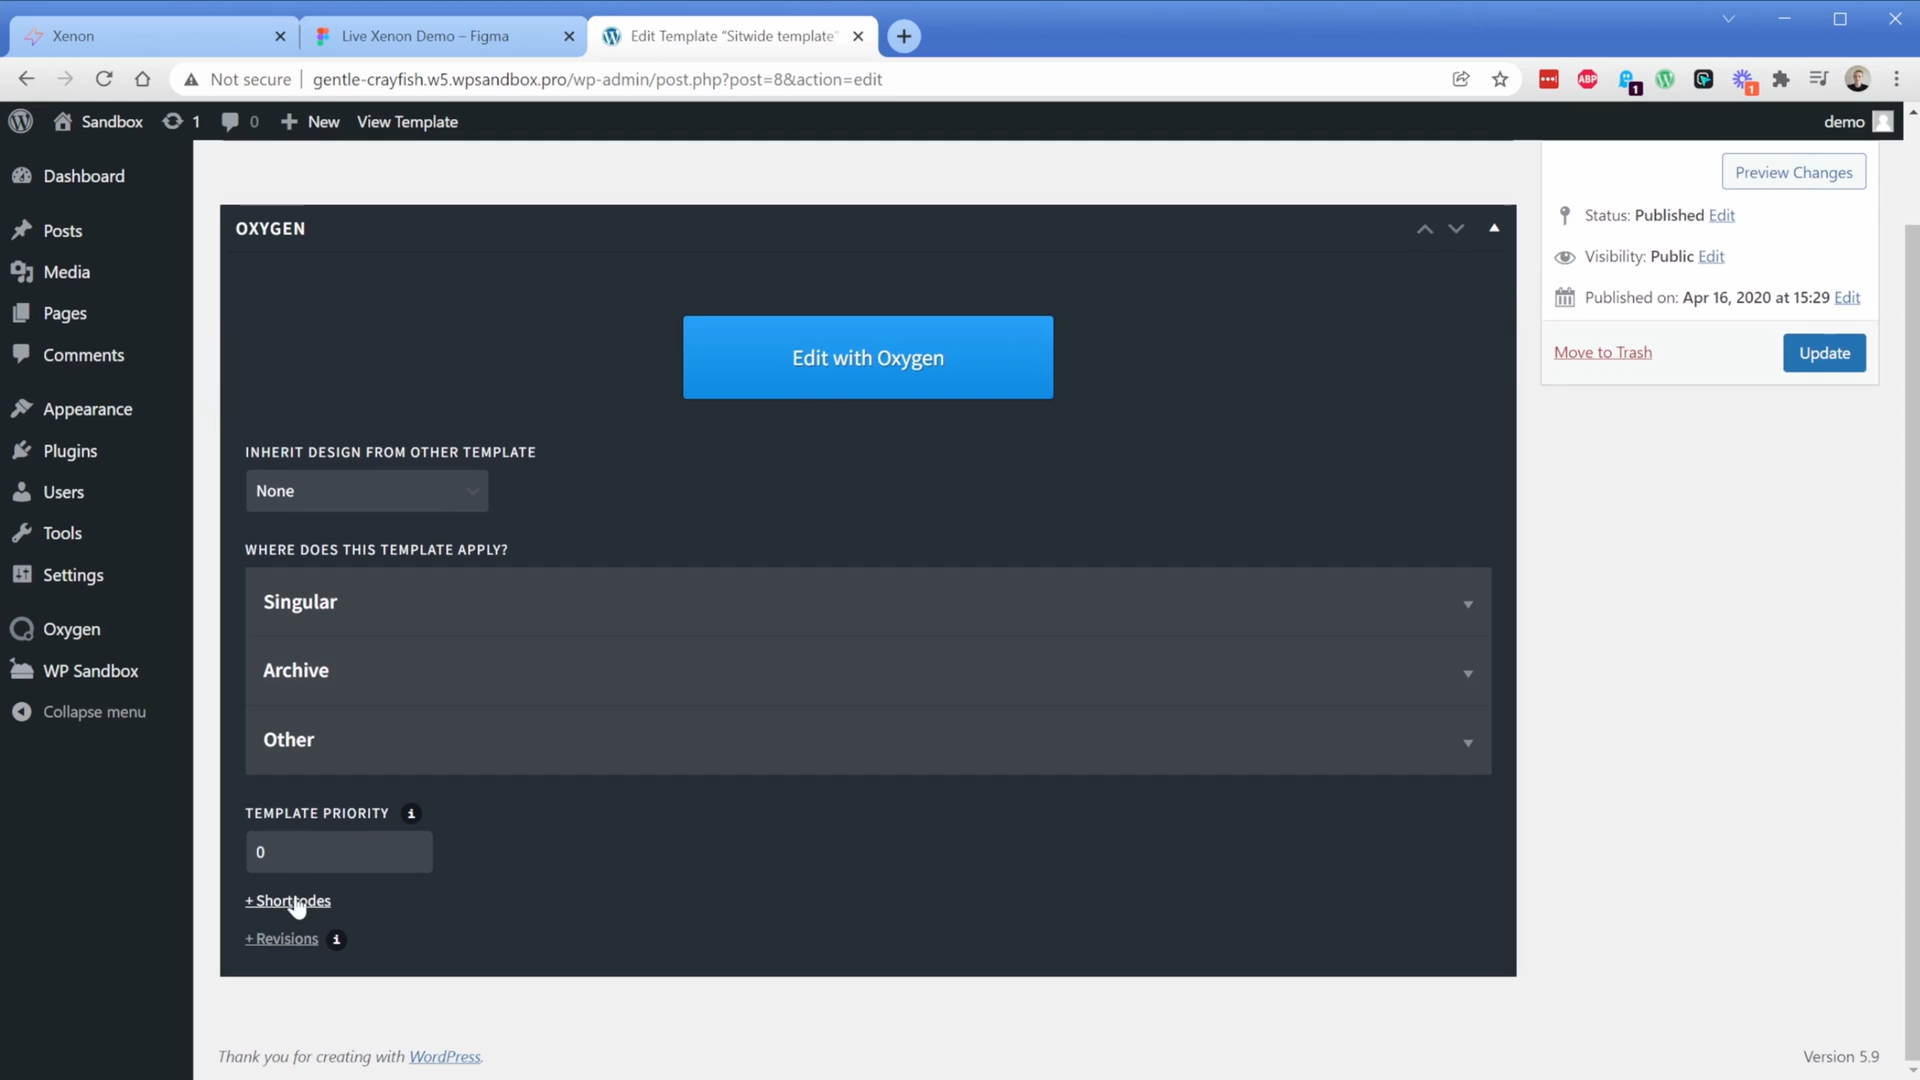 Xenon
Live Xenon Demo – Figma
Edit Template "Sitwide template"
Not secure
gentle-crayfish.w5.wpsandbox.pro/wp-admin/post.php?post=8&action=edit
ABP
1
1
Sandbox
1
0
New
View Template
demo
Dashboard
Posts
Media
Pages
Comments
Appearance
Plugins
Users
Tools
Settings
Oxygen
WP Sandbox
Collapse menu
OXYGEN
Edit with Oxygen
INHERIT DESIGN FROM OTHER TEMPLATE
None
WHERE DOES THIS TEMPLATE APPLY?
Singular
Archive
Other
TEMPLATE PRIORITY i
0
+ Shortcodes
+ Revisions i
Preview Changes
Status: Published Edit
Visibility: Public Edit
Published on: Apr 16, 2020 at 15:29 Edit
Move to Trash
Update
Thank you for creating with WordPress.
Version 5.9